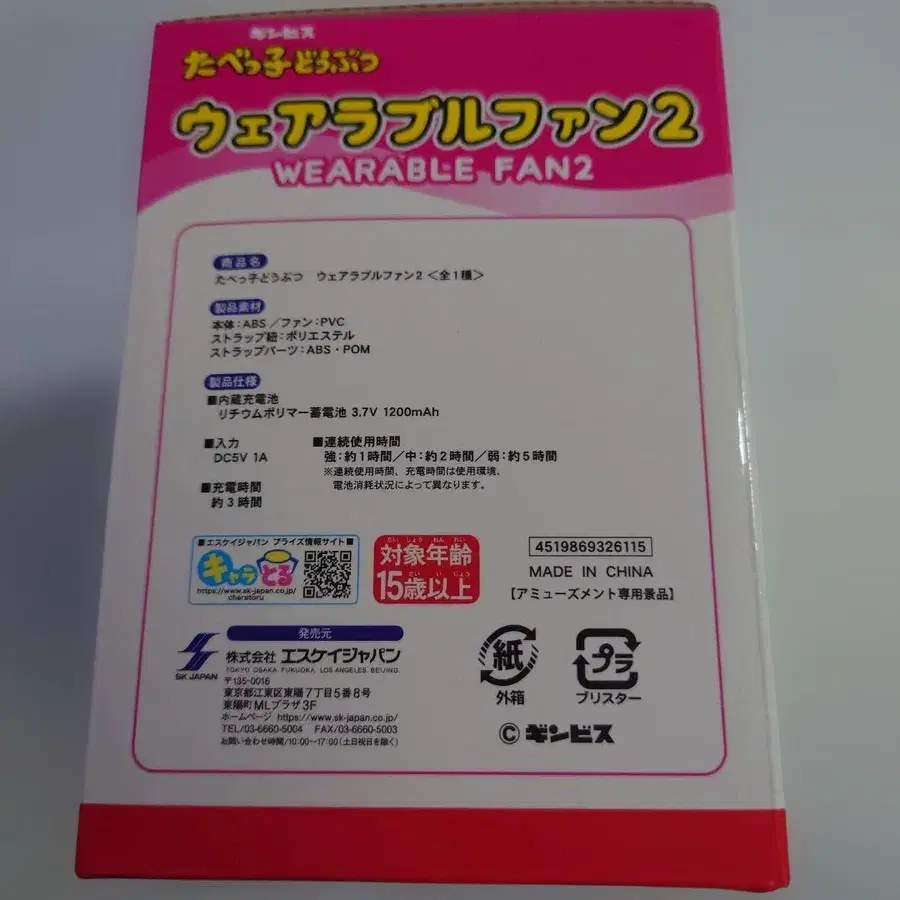 ギンビス
たべっ子どうぶつ
ウェアラブルファン2
WEARABLE FAN2
商品名
たべっ子どうぶつ ウェアラブルファン2<全1種>
製品素材
本体:ABS/ファン:PVC
ストラップ紐:ポリエステル
ストラップパーツ:ABS・POM
製品仕様
■内蔵充電池
リチウムポリマー蓄電池 3.7V 1200mAh
■入力
DC5V 1A
■連続使用時間
強:約1時間/中:約2時間/弱:約5時間
※連続使用時間、充電時間は使用環境、
電池消耗状況によって異なります。
■充電時間
約3時間
■エスケイジャパン プライズ情報サイト■
キャラとる
https://www.sk-japan.co.jp/
charatoru
たいしょうねんれい
対象年齢
さいいじょう
15歳以上
4519869326115
MADE IN CHINA
【アミューズメント専用景品】
発売元
SK JAPAN
株式会社 エスケイジャパン
TOKYO. OSAKA. FUKUOKA. LOS ANGELES. BEIJING.
〒135-0016
東京都江東区東陽7丁目5番8号
東陽町MLプラザ3F
ホームページ https://www.sk-japan.co.jp/
TEL/03-6660-5004 FAX/03-6660-5003
お問い合わせ時間/10:00~17:00(土日祝日を除く)
紙
外箱
プラ
ブリスター
© ギンビス